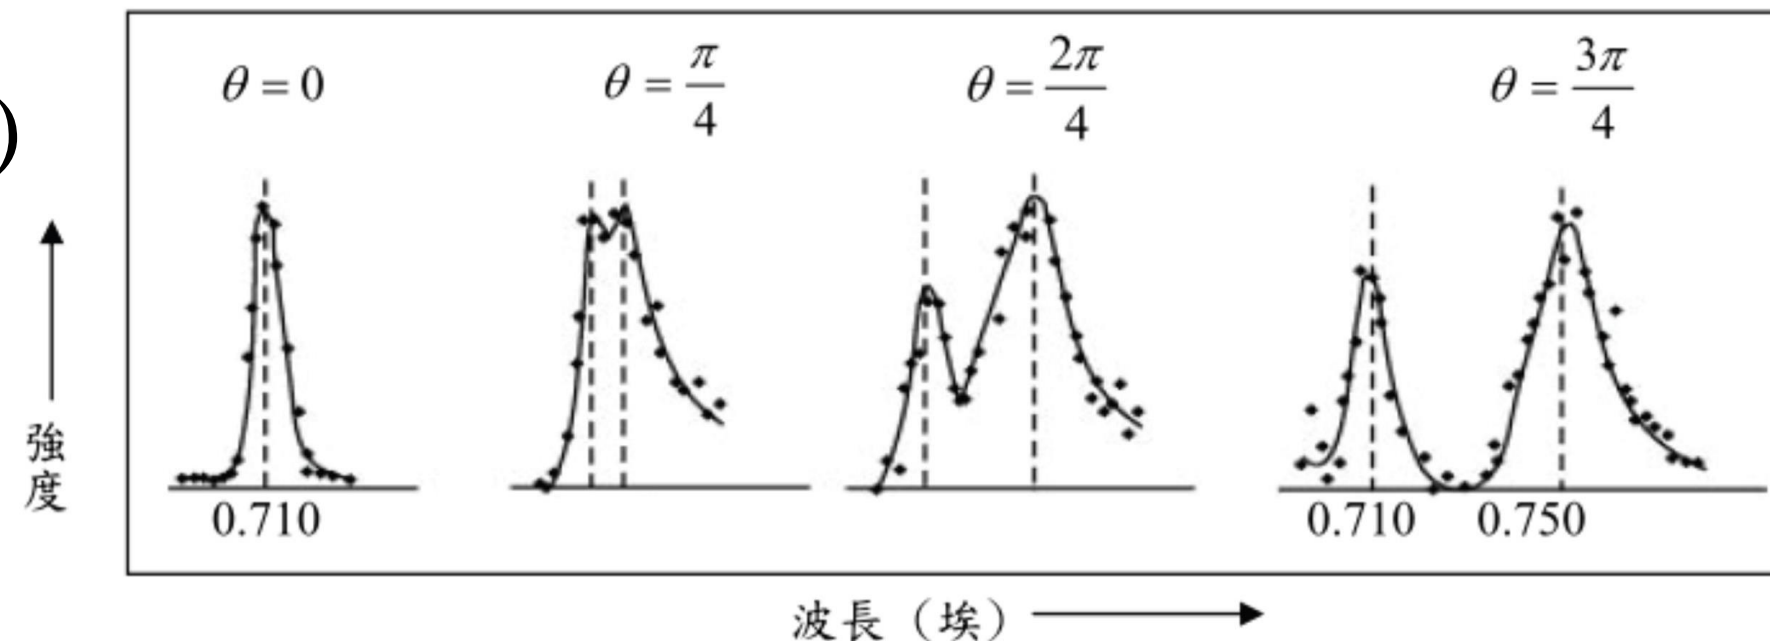 )
θ = 0
θ = π/4
θ = 2π/4
θ = 3π/4
強度
0.710
0.710
0.750
波長（埃）